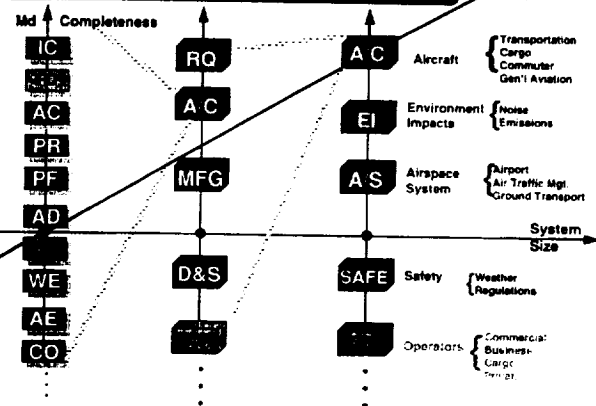 Md Completeness
IC
AC
PR
PF
AD
WE
AE
CO
RQ
A/C
MFG
D&S
A/C
EI
A/S
SAFE
Aircraft
Transportation
Cargo
Commuter
Gen'l Aviation
Environment
Impacts
Noise
Emissions
Airspace
System
Airport
Air Traffic Mgt.
Ground Transport
System
Size
Safety
Weather
Regulations
Operators
Commercial
Business
Cargo